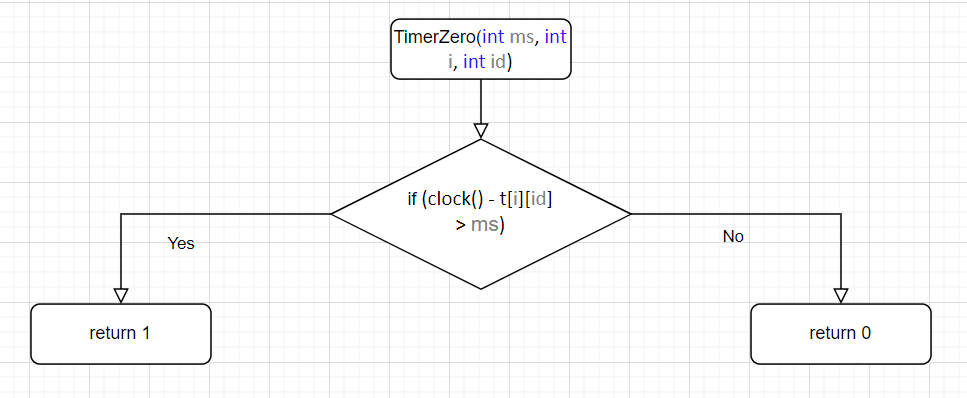 TimerZero(int ms, int
i, int id)
if (clock() - t[i][id]
> ms)
Yes
No
return 1
return 0